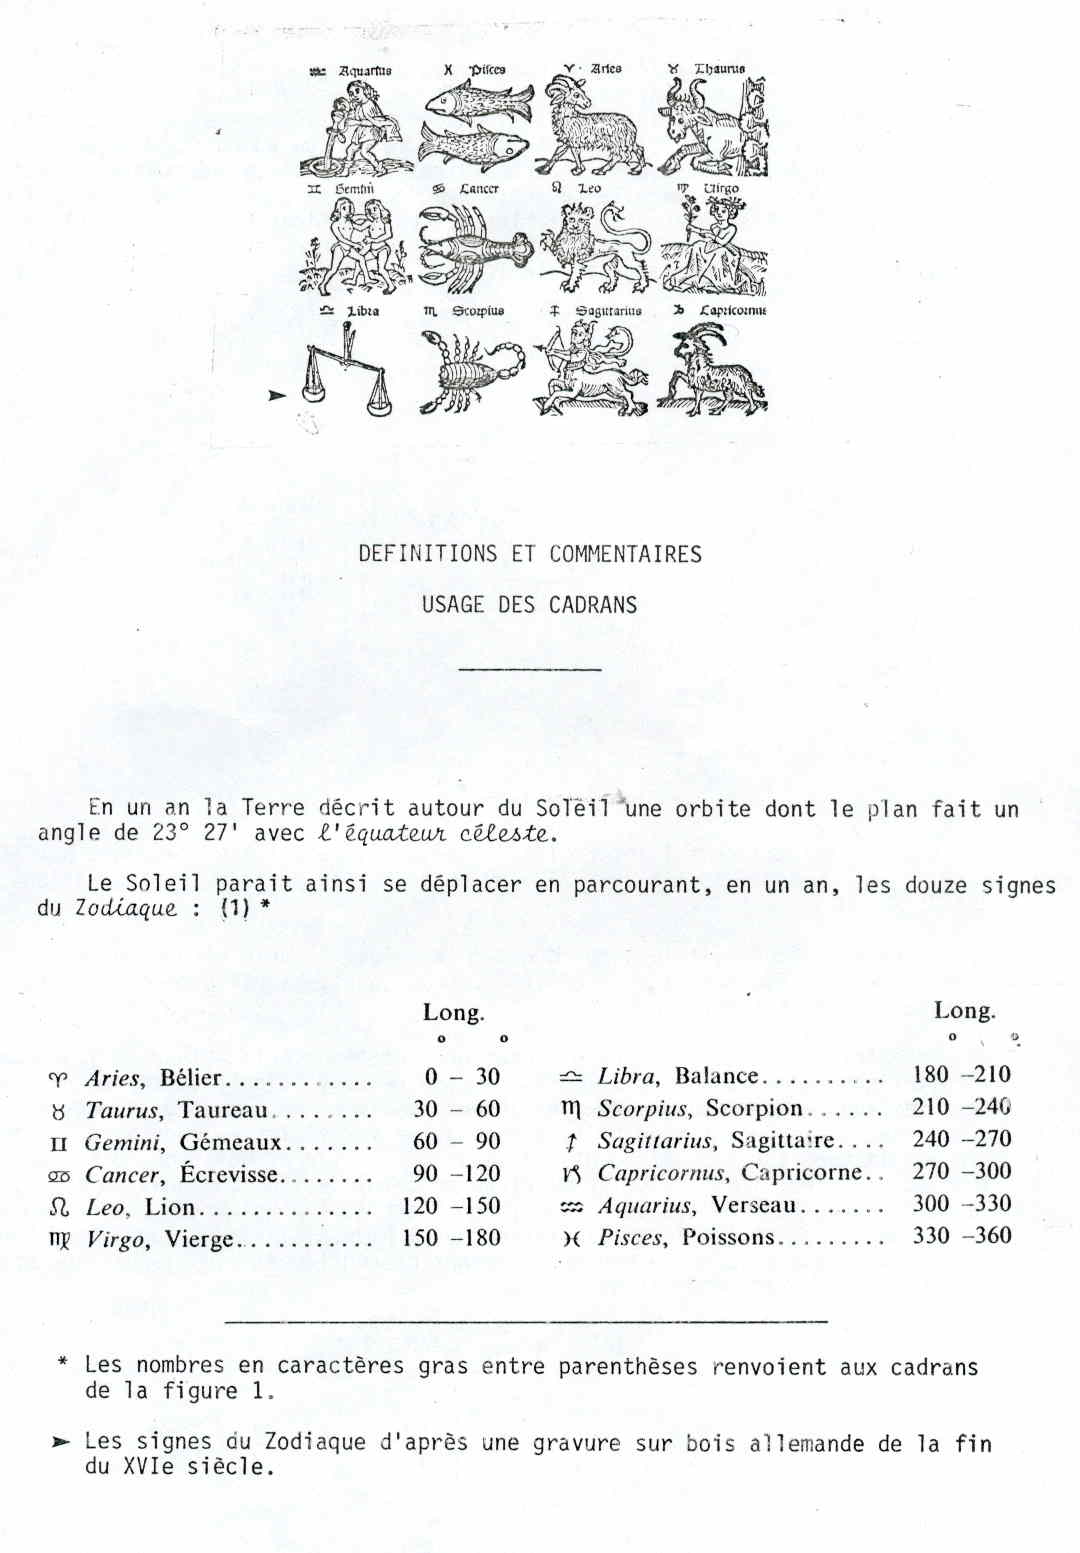 ♒ Aquarius ♓ Pisces ♈ Aries ♉ Thaurus
♊ Gemini ♋ Cancer ♌ Leo ♍ Virgo
♎ Libra ♏ Scorpius ♐ Sagittarius ♑ Capricornus
DEFINITIONS ET COMMENTAIRES
USAGE DES CADRANS
En un an la Terre décrit autour du Soleil une orbite dont le plan fait un
angle de 23° 27' avec l'équateur céleste.
Le Soleil parait ainsi se déplacer en parcourant, en un an, les douze signes
du Zodiaque : (1) *
Long. Long.
o o o o
♈ Aries, Bélier............. 0 – 30 ♎ Libra, Balance........... 180 –210
♉ Taurus, Taureau........ 30 – 60 ♏ Scorpius, Scorpion...... 210 –240
♊ Gemini, Gémeaux....... 60 – 90 ♐ Sagittarius, Sagittaire.... 240 –270
♋ Cancer, Écrevisse........ 90 –120 ♑ Capricornus, Capricorne.. 270 –300
♌ Leo, Lion.............. 120 –150 ♒ Aquarius, Verseau....... 300 –330
♍ Virgo, Vierge............ 150 –180 ♓ Pisces, Poissons......... 330 –360
* Les nombres en caractères gras entre parenthèses renvoient aux cadrans
de la figure 1.
➤ Les signes du Zodiaque d'après une gravure sur bois allemande de la fin
du XVIe siècle.